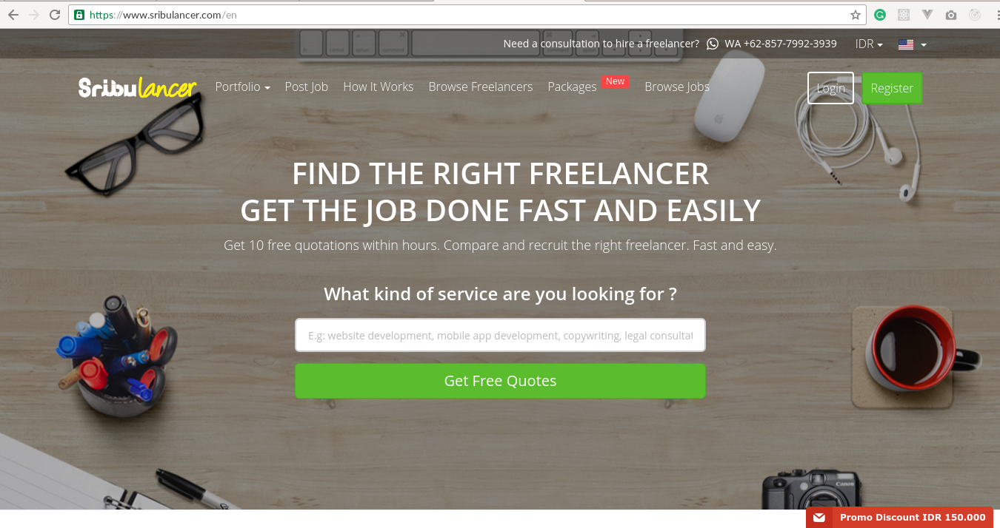 https://www.sribulancer.com/en
Need a consultation to hire a freelancer? WA +62-857-7992-3939 IDR
Sribulancer Portfolio Post Job How It Works Browse Freelancers Packages New Browse Jobs Login Register
FIND THE RIGHT FREELANCER
GET THE JOB DONE FAST AND EASILY
Get 10 free quotations within hours. Compare and recruit the right freelancer. Fast and easy.
What kind of service are you looking for ?
E.g: website development, mobile app development, copywriting, legal consultat
Get Free Quotes
Canon
Promo Discount IDR 150.000